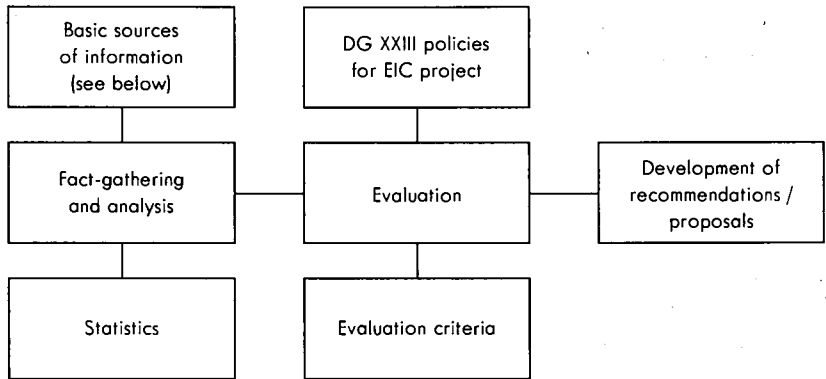 Basic sources
of information
(see below)
DG XXIII policies
for EIC project
Fact-gathering
and analysis
Evaluation
Development of
recommendations /
proposals
Statistics
Evaluation criteria